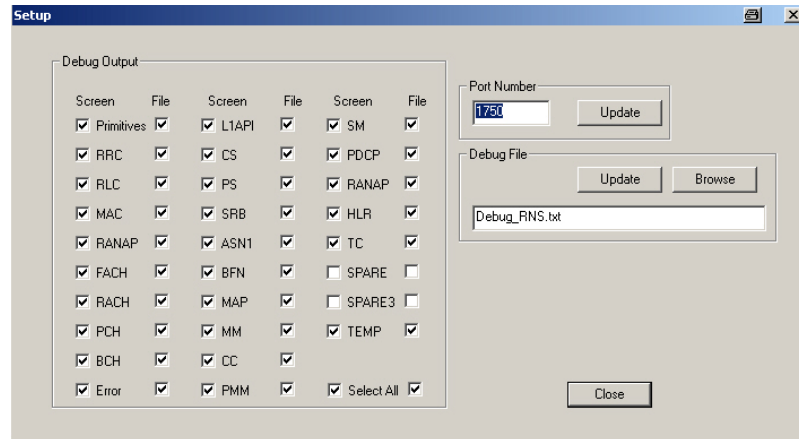 Setup
Debug Output
Screen File Screen File Screen File
Primitives L1API SM
RRC CS PDCP
RLC PS RANAP
MAC SRB HLR
RANAP ASN1 TC
FACH BFN SPARE
RACH MAP SPARE3
PCH MM TEMP
BCH CC
Error PMM Select All
Port Number
1750 Update
Debug File
Update Browse
Debug_RNS.txt
Close